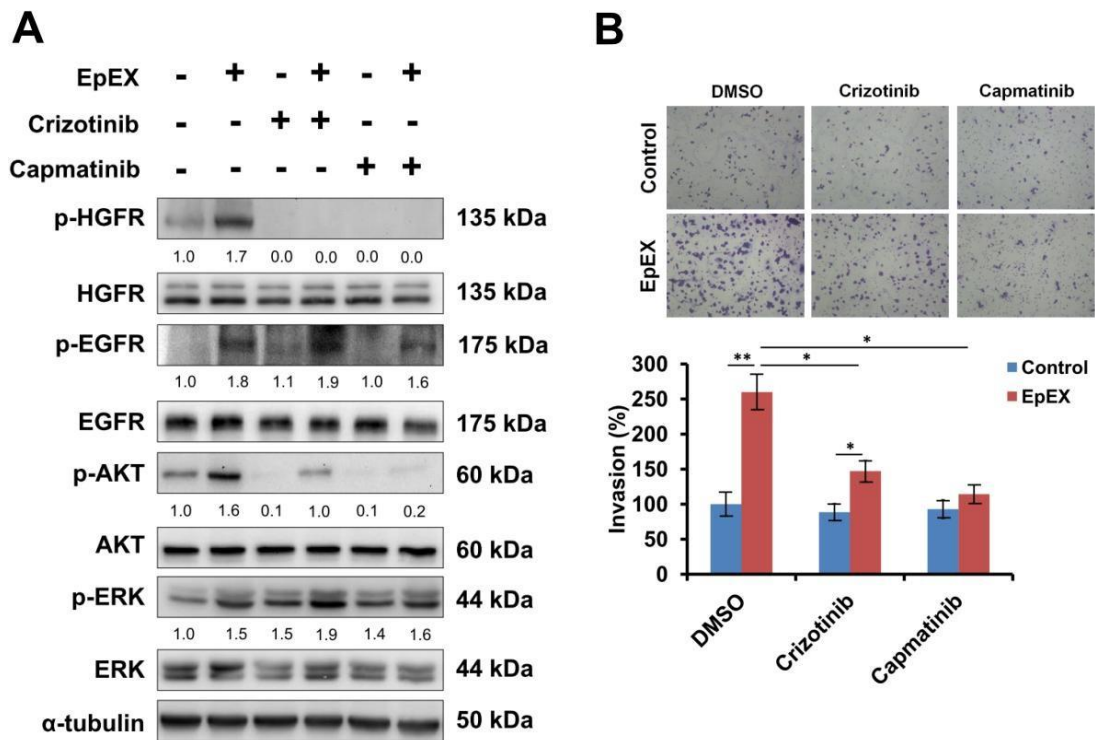 A
EpEX - + - + - +
Crizotinib - - + + - -
Capmatinib - - - - + +
p-HGFR 135 kDa
1.0 1.7 0.0 0.0 0.0 0.0
HGFR 135 kDa
p-EGFR 175 kDa
1.0 1.8 1.1 1.9 1.0 1.6
EGFR 175 kDa
p-AKT 60 kDa
1.0 1.6 0.1 1.0 0.1 0.2
AKT 60 kDa
p-ERK 44 kDa
1.0 1.5 1.5 1.9 1.4 1.6
ERK 44 kDa
α-tubulin 50 kDa
B
DMSO Crizotinib Capmatinib
Control
EpEX
Invasion (%)
300
250
200
150
100
50
0
** * *
*
Control
EpEX
DMSO
Crizotinib
Capmatinib